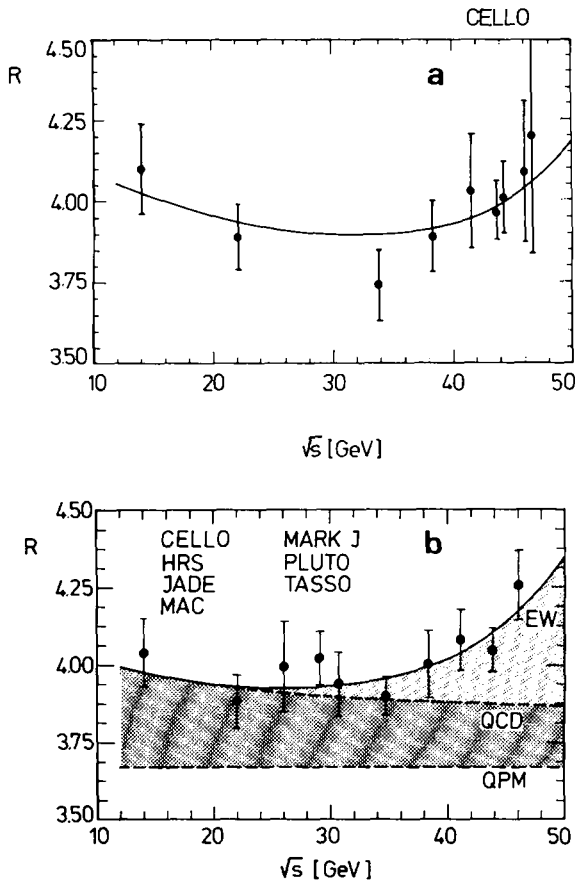 CELLO
R
a
4.50
4.25
4.00
3.75
3.50
10 20 30 40 50
√s [GeV]
R
b
4.50
4.25
4.00
3.75
3.50
CELLO MARK J
HRS PLUTO
JADE TASSO
MAC
EW
QCD
QPM
10 20 30 40 50
√s [GeV]